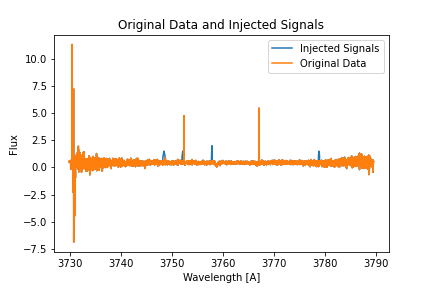 Original Data and Injected Signals
Injected Signals
Original Data
Flux
10.0
7.5
5.0
2.5
0.0
−2.5
−5.0
−7.5
3730 3740 3750 3760 3770 3780 3790
Wavelength [A]